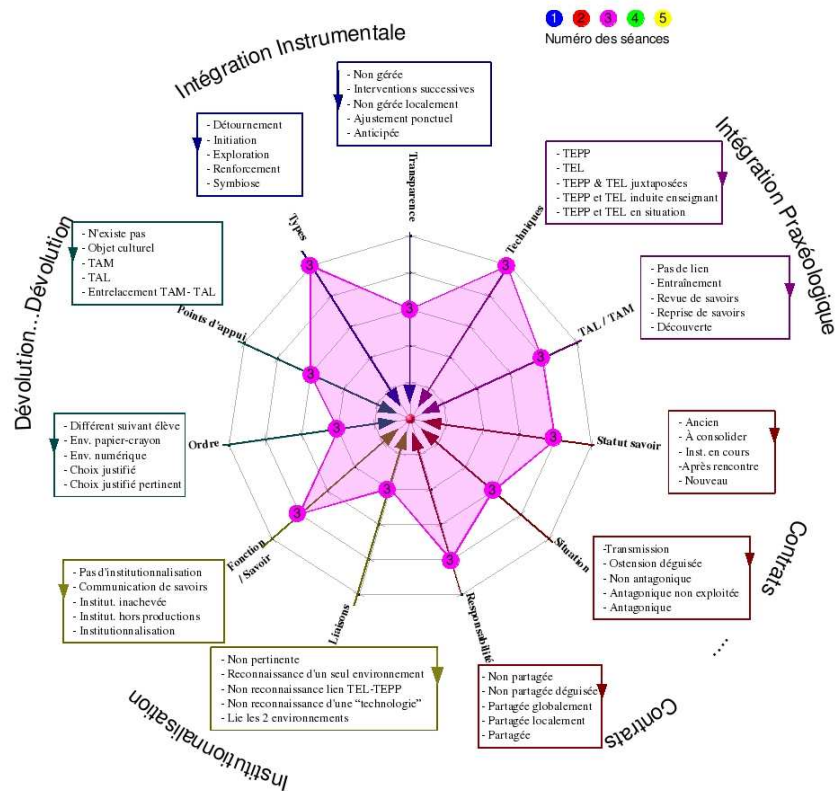 1 2 3 4 5
Numéro des séances
Intégration Instrumentale
- Non gérée
- Interventions successives
- Non gérée localement
- Ajustement ponctuel
- Anticipée
- Détournement
- Initiation
- Exploration
- Renforcement
- Symbiose
Intégration Praxéologique
- TEPP
- TEL
- TEPP & TEL juxtaposées
- TEPP et TEL induite enseignant
- TEPP et TEL en situation
Transparence
Types
Techniques
Dévolution...Dévolution
- N'existe pas
- Objet culturel
- TAM
- TAL
- Entrelacement TAM- TAL
- Pas de lien
- Entraînement
- Revue de savoirs
- Reprise de savoirs
- Découverte
Points d'appui
TAL / TAM
3
3
3
3
3
3
3
3
3
3
3
- Différent suivant élève
- Env. papier-crayon
- Env. numérique
- Choix justifié
- Choix justifié pertinent
Ordre
Statut savoir
- Ancien
- À consolider
- Inst. en cours
-Après rencontre
- Nouveau
Fonction
/ Savoir
Situation
- Pas d'institutionnalisation
- Communication de savoirs
- Institut. inachevée
- Institut. hors productions
- Institutionnalisation
-Transmission
- Ostension déguisée
- Non antagonique
- Antagonique non exploitée
- Antagonique
Liaisons
Responsabilité
- Non pertinente
- Reconnaissance d'un seul environnement
- Non reconnaissance lien TEL-TEPP
- Non reconnaissance d'une “technologie”
- Lie les 2 environnements
- Non partagée
- Non partagée déguisée
- Partagée globalement
- Partagée localement
- Partagée
Institutionnalisation
Contrats
....
Contrats